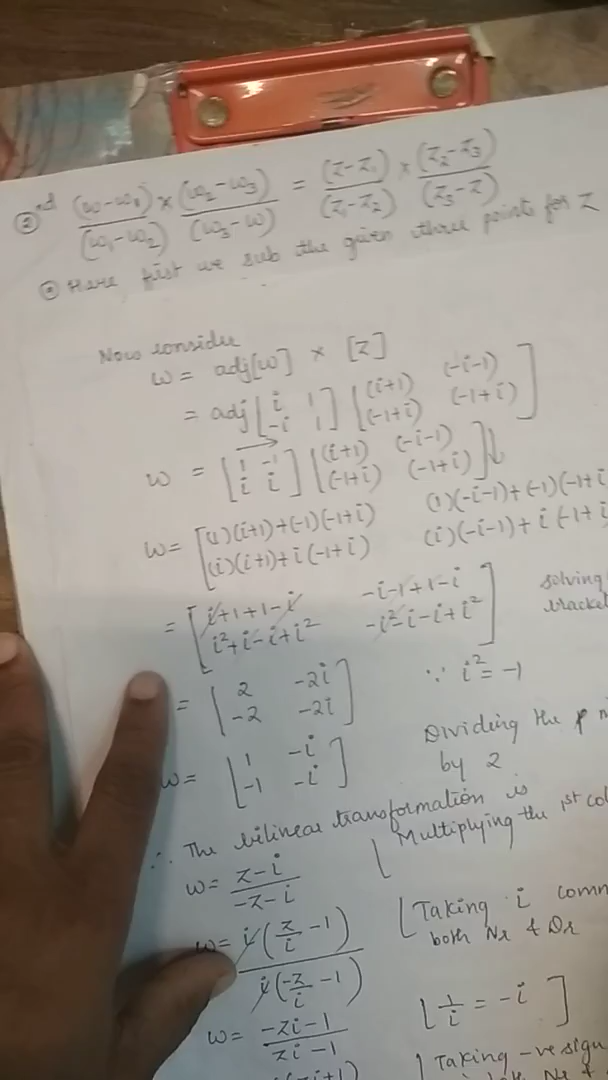 ②nd (w-w₁)/(w₁-w₂) × (w₂-w₃)/(w₃-w) = (z-z₁)/(z₁-z₂) × (z₂-z₃)/(z₃-z)
⊙ Here first we sub the given three points for z
Now consider
w = adj[w] × [z]
= adj [i 1; -i 1] [(i+1) (-i-1); (-1+i) (-1+i)]
w = [1 -1; i i] [(i+1) (-i-1); (-1+i) (-1+i)]
w = [(1)(i+1)+(-1)(-1+i) (1)(-i-1)+(-1)(-1+i; (i)(i+1)+i(-1+i) (i)(-i-1)+i(-1+i
= [i+1+1-i -i-1+1-i; i²+i-i+i² -i²-i-i+i²] solving
bracket
= [2 -2i; -2 -2i] ∵ i² = -1
w = [1 -i; -1 -i] Dividing the
by 2
∴ The bilinear transformation is
w = (z-i)/(-z-i) [Multiplying the 1st col
w = i(z/i -1)/i(-z/i -1) [Taking i comm
both Nr & Dr
w = (-zi-1)/(zi-1) [1/i = -i]
[Taking -ve sign